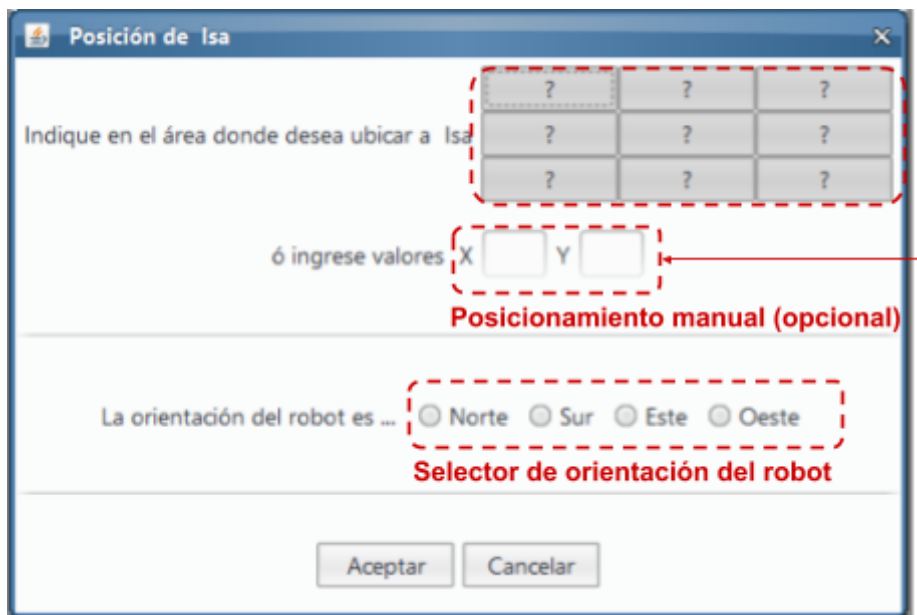 Posición de Isa
? ? ?
Indique en el área donde desea ubicar a Isa ? ? ?
? ? ?
ó ingrese valores X Y
Posicionamiento manual (opcional)
La orientación del robot es ... Norte Sur Este Oeste
Selector de orientación del robot
Aceptar Cancelar